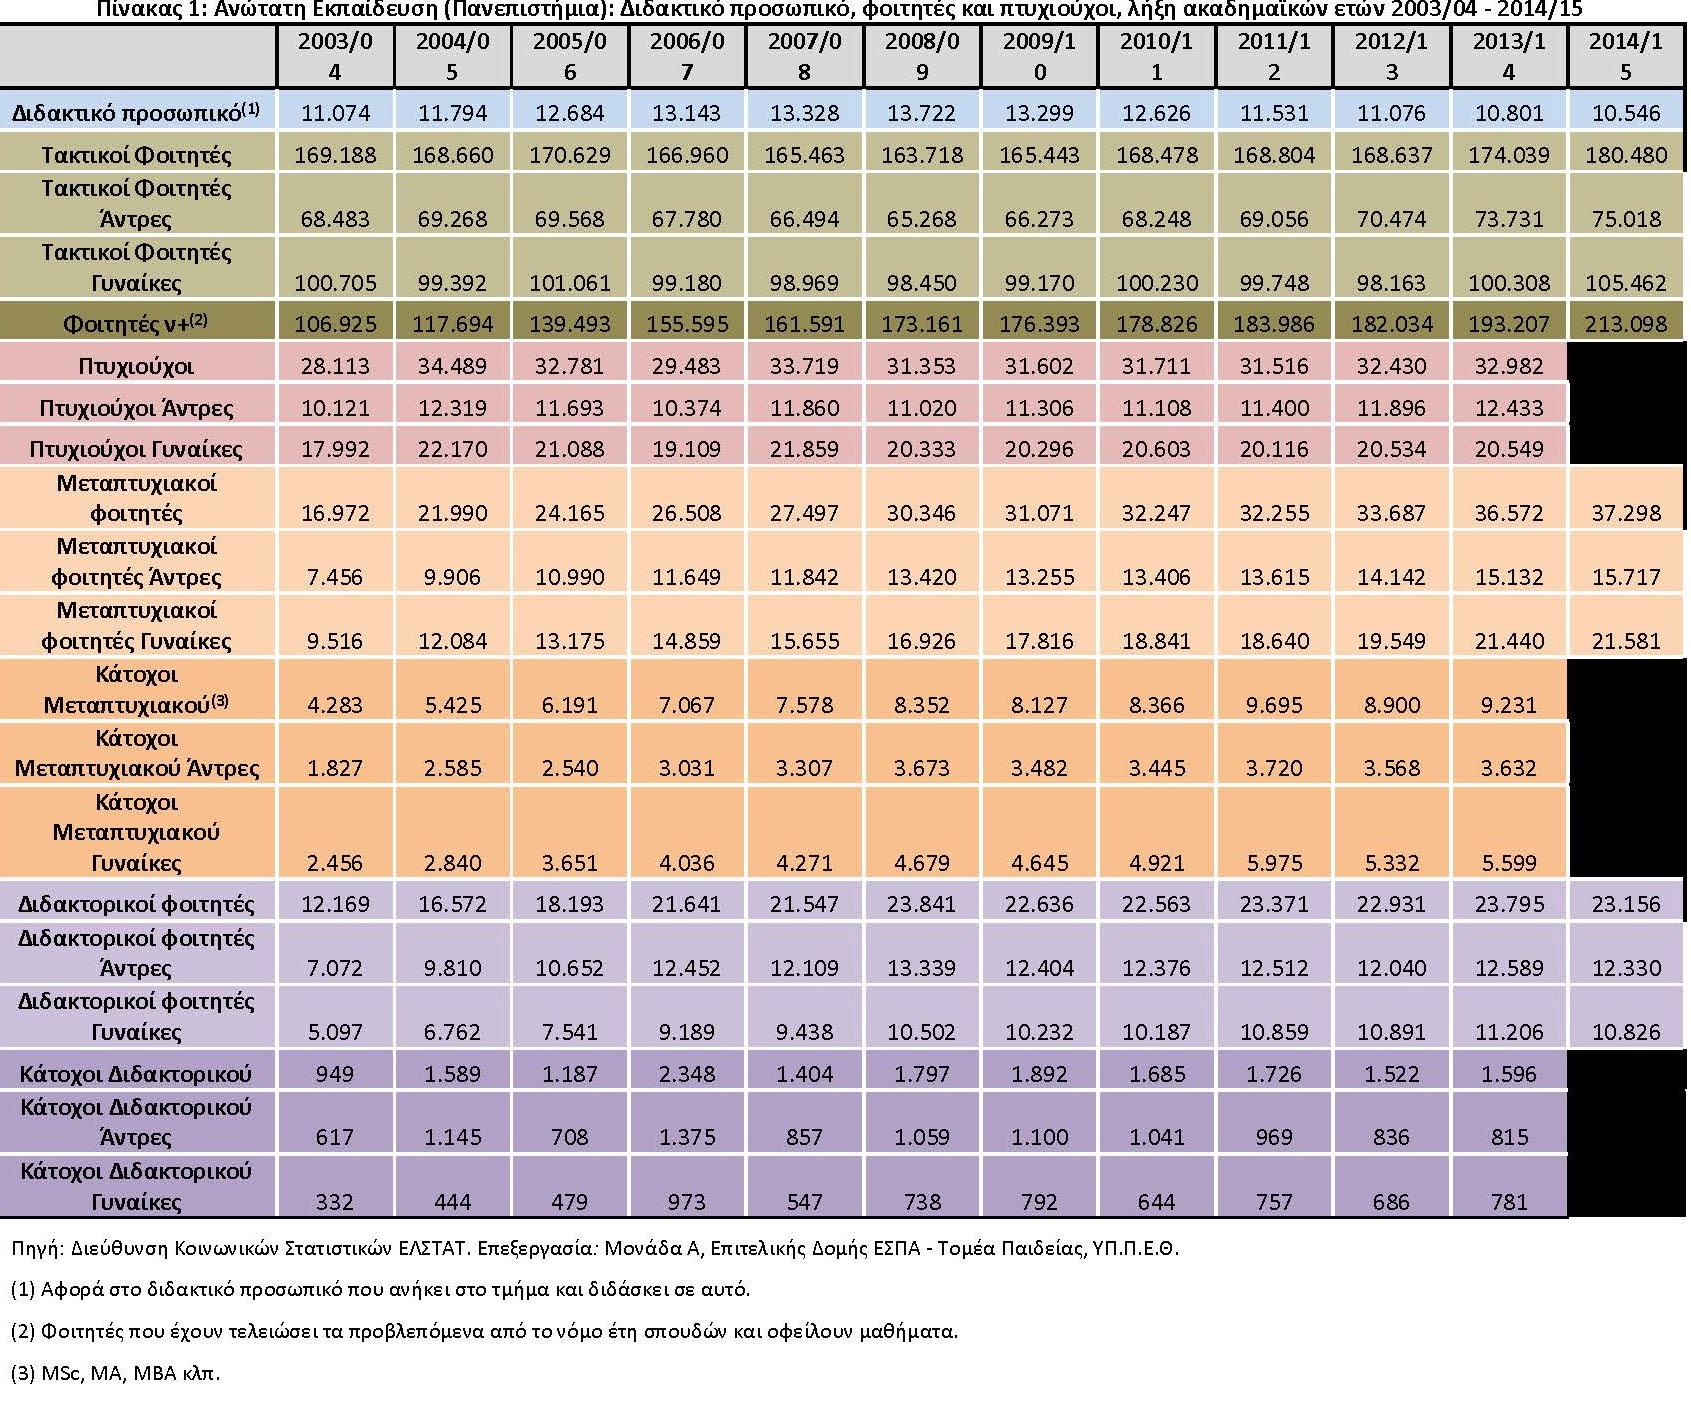 Πίνακας 1: Ανώτατη Εκπαίδευση (Πανεπιστήμια): Διδακτικό προσωπικό, φοιτητές και πτυχιούχοι, λήξη ακαδημαϊκών ετών 2003/04 - 2014/15
2003/0 2004/0 2005/0 2006/0 2007/0 2008/0 2009/1 2010/1 2011/1 2012/1 2013/1 2014/1
4 5 6 7 8 9 0 1 2 3 4 5
Διδακτικό προσωπικό(1) 11.074 11.794 12.684 13.143 13.328 13.722 13.299 12.626 11.531 11.076 10.801 10.546
Τακτικοί Φοιτητές 169.188 168.660 170.629 166.960 165.463 163.718 165.443 168.478 168.804 168.637 174.039 180.480
Τακτικοί Φοιτητές
Άντρες 68.483 69.268 69.568 67.780 66.494 65.268 66.273 68.248 69.056 70.474 73.731 75.018
Τακτικοί Φοιτητές
Γυναίκες 100.705 99.392 101.061 99.180 98.969 98.450 99.170 100.230 99.748 98.163 100.308 105.462
Φοιτητές ν+(2) 106.925 117.694 139.493 155.595 161.591 173.161 176.393 178.826 183.986 182.034 193.207 213.098
Πτυχιούχοι 28.113 34.489 32.781 29.483 33.719 31.353 31.602 31.711 31.516 32.430 32.982
Πτυχιούχοι Άντρες 10.121 12.319 11.693 10.374 11.860 11.020 11.306 11.108 11.400 11.896 12.433
Πτυχιούχοι Γυναίκες 17.992 22.170 21.088 19.109 21.859 20.333 20.296 20.603 20.116 20.534 20.549
Μεταπτυχιακοί
φοιτητές 16.972 21.990 24.165 26.508 27.497 30.346 31.071 32.247 32.255 33.687 36.572 37.298
Μεταπτυχιακοί
φοιτητές Άντρες 7.456 9.906 10.990 11.649 11.842 13.420 13.255 13.406 13.615 14.142 15.132 15.717
Μεταπτυχιακοί
φοιτητές Γυναίκες 9.516 12.084 13.175 14.859 15.655 16.926 17.816 18.841 18.640 19.549 21.440 21.581
Κάτοχοι
Μεταπτυχιακού(3) 4.283 5.425 6.191 7.067 7.578 8.352 8.127 8.366 9.695 8.900 9.231
Κάτοχοι
Μεταπτυχιακού Άντρες 1.827 2.585 2.540 3.031 3.307 3.673 3.482 3.445 3.720 3.568 3.632
Κάτοχοι
Μεταπτυχιακού
Γυναίκες 2.456 2.840 3.651 4.036 4.271 4.679 4.645 4.921 5.975 5.332 5.599
Διδακτορικοί φοιτητές 12.169 16.572 18.193 21.641 21.547 23.841 22.636 22.563 23.371 22.931 23.795 23.156
Διδακτορικοί φοιτητές
Άντρες 7.072 9.810 10.652 12.452 12.109 13.339 12.404 12.376 12.512 12.040 12.589 12.330
Διδακτορικοί φοιτητές
Γυναίκες 5.097 6.762 7.541 9.189 9.438 10.502 10.232 10.187 10.859 10.891 11.206 10.826
Κάτοχοι Διδακτορικού 949 1.589 1.187 2.348 1.404 1.797 1.892 1.685 1.726 1.522 1.596
Κάτοχοι Διδακτορικού
Άντρες 617 1.145 708 1.375 857 1.059 1.100 1.041 969 836 815
Κάτοχοι Διδακτορικού
Γυναίκες 332 444 479 973 547 738 792 644 757 686 781
Πηγή: Διεύθυνση Κοινωνικών Στατιστικών ΕΛΣΤΑΤ. Επεξεργασία: Μονάδα Α, Επιτελικής Δομής ΕΣΠΑ - Τομέα Παιδείας, ΥΠ.Π.Ε.Θ.
(1) Αφορά στο διδακτικό προσωπικό που ανήκει στο τμήμα και διδάσκει σε αυτό.
(2) Φοιτητές που έχουν τελειώσει τα προβλεπόμενα από το νόμο έτη σπουδών και οφείλουν μαθήματα.
(3) MSc, MA, MBA κλπ.